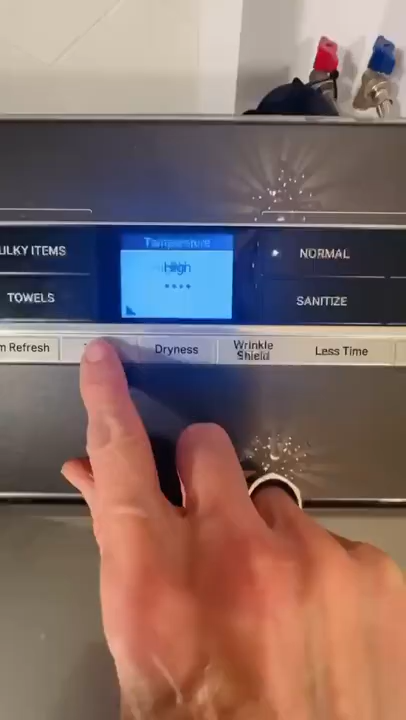 ULKY ITEMS
TOWELS
Temperature
High
NORMAL
SANITIZE
m Refresh
Dryness
Wrinkle
Shield
Less Time